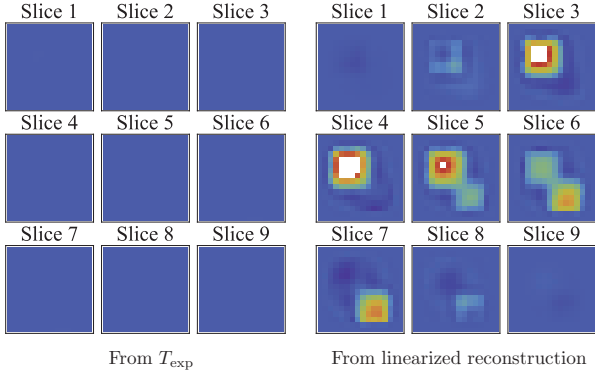 Slice 1 Slice 2 Slice 3 Slice 1 Slice 2 Slice 3
Slice 4 Slice 5 Slice 6 Slice 4 Slice 5 Slice 6
Slice 7 Slice 8 Slice 9 Slice 7 Slice 8 Slice 9
From T_exp From linearized reconstruction